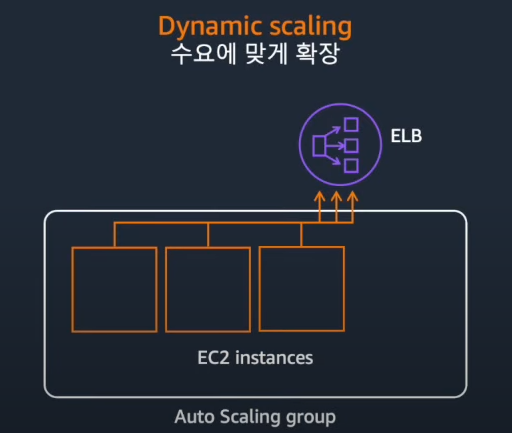 Dynamic scaling
수요에 맞게 확장
ELB
EC2 instances
Auto Scaling group